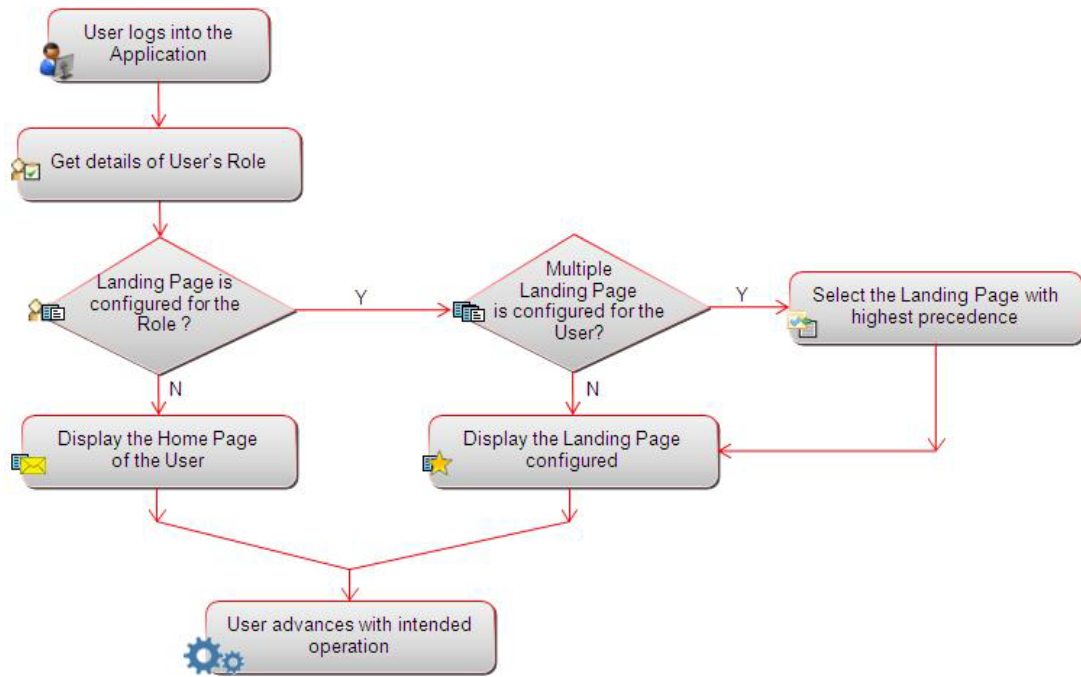 User logs into the
Application
Get details of User's Role
Landing Page is
configured for the
Role ?
Y
Multiple
Landing Page
is configured for the
User?
Y
Select the Landing Page with
highest precedence
N
N
Display the Home Page
of the User
Display the Landing Page
configured
User advances with intended
operation